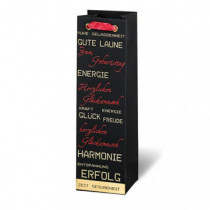 PURE GELASSENHEIT
GUTE LAUNE
Zum Geburtstag
ENERGIE
Herzlichen
Glückwunsch
KRAFT ENERGIE
GLÜCK FREUDE
Herzlichen
Glückwunsch
HARMONIE
ENTSPANNUNG
ERFOLG
ZEIT GESUNDHEIT